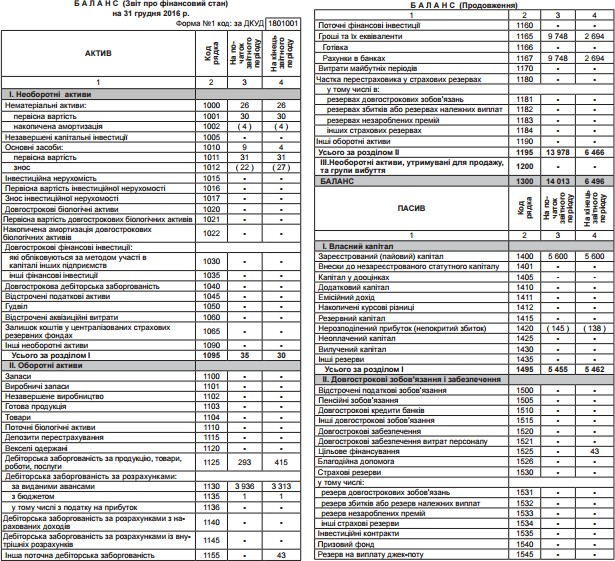 Б А Л А Н С (Звіт про фінансовий стан)
на 31 грудня 2016 р.
Форма №1 код: за ДКУД 1801001
АКТИВ Код рядка На по-чаток звітного періоду На кінець звітного періоду
1 2 3 4
I. Необоротні активи
Нематеріальні активи: 1000 26 26
первісна вартість 1001 30 30
накопичена амортизація 1002 ( 4 ) ( 4 )
Незавершені капітальні інвестиції 1005 - -
Основні засоби: 1010 9 4
первісна вартість 1011 31 31
знос 1012 ( 22 ) ( 27 )
Інвестиційна нерухомість 1015 - -
Первісна вартість інвестиційної нерухомості 1016 - -
Знос інвестиційної нерухомості 1017 - -
Довгострокові біологічні активи 1020 - -
Первісна вартість довгострокових біологічних активів 1021 - -
Накопичена амортизація довгострокових
біологічних активів 1022 - -
Довгострокові фінансові інвестиції:
які обліковуються за методом участі в
капіталі інших підприємств 1030 - -
інші фінансові інвестиції 1035 - -
Довгострокова дебіторська заборгованість 1040 - -
Відстрочені податкові активи 1045 - -
Гудвіл 1050 - -
Відстрочені аквізиційні витрати 1060 - -
Залишок коштів у централізованих страхових
резервних фондах 1065 - -
Інші необоротні активи 1090 - -
Усього за розділом I 1095 35 30
II. Оборотні активи
Запаси 1100 - -
Виробничі запаси 1101 - -
Незавершене виробництво 1102 - -
Готова продукція 1103 - -
Товари 1104 - -
Поточні біологічні активи 1110 - -
Депозити перестрахування 1115 - -
Векселі одержані 1120 - -
Дебіторська заборгованість за продукцію, товари,
роботи, послуги 1125 293 415
Дебіторська заборгованість за розрахунками:
за виданими авансами 1130 3 936 3 313
з бюджетом 1135 1 1
у тому числі з податку на прибуток 1136 - -
Дебіторська заборгованість за розрахунками з на-
рахованих доходів 1140 - -
Дебіторська заборгованість за розрахунками із вну-
трішніх розрахунків 1145 - -
Інша поточна дебіторська заборгованість 1155 - 43
Б А Л А Н С (Продовження)
1 2 3 4
Поточні фінансові інвестиції 1160 - -
Гроші та їх еквіваленти 1165 9 748 2 694
Готівка 1166 - -
Рахунки в банках 1167 9 748 2 694
Витрати майбутніх періодів 1170 - -
Частка перестраховика у страхових резервах 1180 - -
у тому числі в:
резервах довгострокових зобов'язань 1181 - -
резервах збитків або резервах належних виплат 1182 - -
резервах незароблених премій 1183 - -
інших страхових резервах 1184 - -
Інші оборотні активи 1190 - -
Усього за розділом II 1195 13 978 6 466
III.Необоротні активи, утримувані для продажу,
та групи вибуття 1200 - -
БАЛАНС 1300 14 013 6 496
ПАСИВ Код рядка На по-чаток звітного періоду На кінець звітного періоду
1 2 3 4
I. Власний капітал
Зареєстрований (пайовий) капітал 1400 5 600 5 600
Внески до незареєстрованого статутного капіталу 1401 - -
Капітал у дооцінках 1405 - -
Додатковий капітал 1410 - -
Емісійний дохід 1411 - -
Накопичені курсові різниці 1412 - -
Резервний капітал 1415 - -
Нерозподілений прибуток (непокритий збиток) 1420 ( 145 ) ( 138 )
Неоплачений капітал 1425 - -
Вилучений капітал 1430 - -
Інші резерви 1435 - -
Усього за розділом I 1495 5 455 5 462
II. Довгострокові зобов'язання і забезпечення
Відстрочені податкові зобов'язання 1500 - -
Пенсійні зобов'язання 1505 - -
Довгострокові кредити банків 1510 - -
Інші довгострокові зобов'язання 1515 - -
Довгострокові забезпечення 1520 - -
Довгострокові забезпечення витрат персоналу 1521 - -
Цільове фінансування 1525 - 43
Благодійна допомога 1526 - -
Страхові резерви 1530 - -
у тому числі:
резерв довгострокових зобов'язань 1531 - -
резерв збитків або резерв належних виплат 1532 - -
резерв незароблених премій 1533 - -
інші страхові резерви 1534 - -
Інвестиційні контракти 1535 - -
Призовий фонд 1540 - -
Резерв на виплату джек-поту 1545 - -